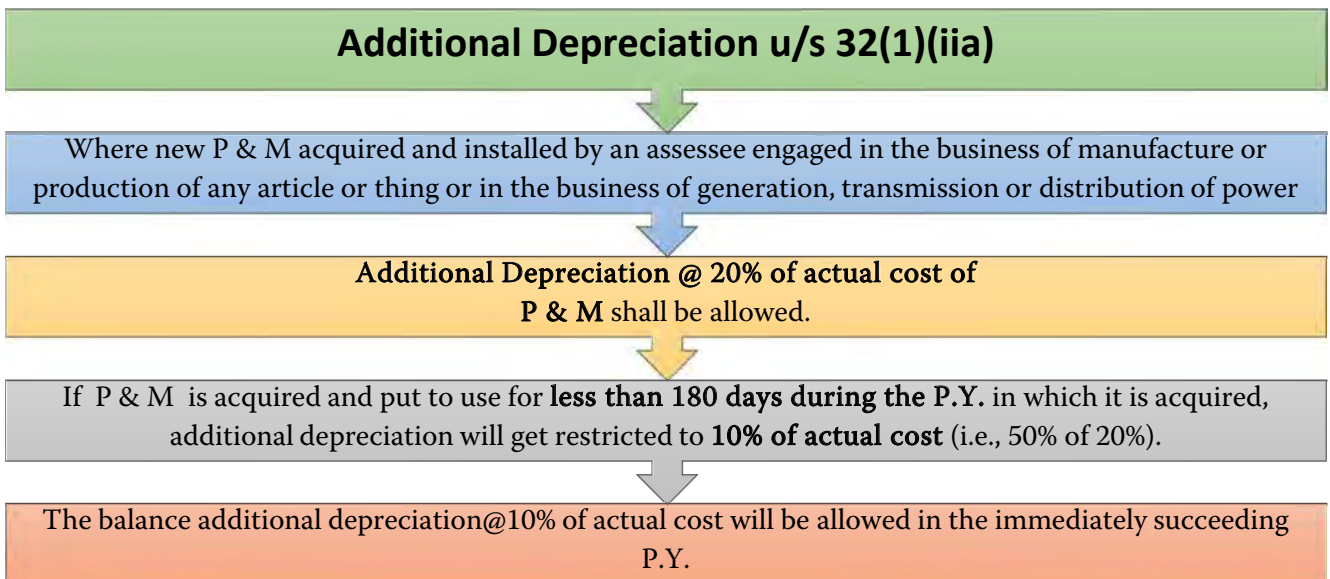 Additional Depreciation u/s 32(1)(iia)
Where new P & M acquired and installed by an assessee engaged in the business of manufacture or
production of any article or thing or in the business of generation, transmission or distribution of power
Additional Depreciation @ 20% of actual cost of
P & M shall be allowed.
If P & M is acquired and put to use for less than 180 days during the P.Y. in which it is acquired,
additional depreciation will get restricted to 10% of actual cost (i.e., 50% of 20%).
The balance additional depreciation@10% of actual cost will be allowed in the immediately succeeding
P.Y.